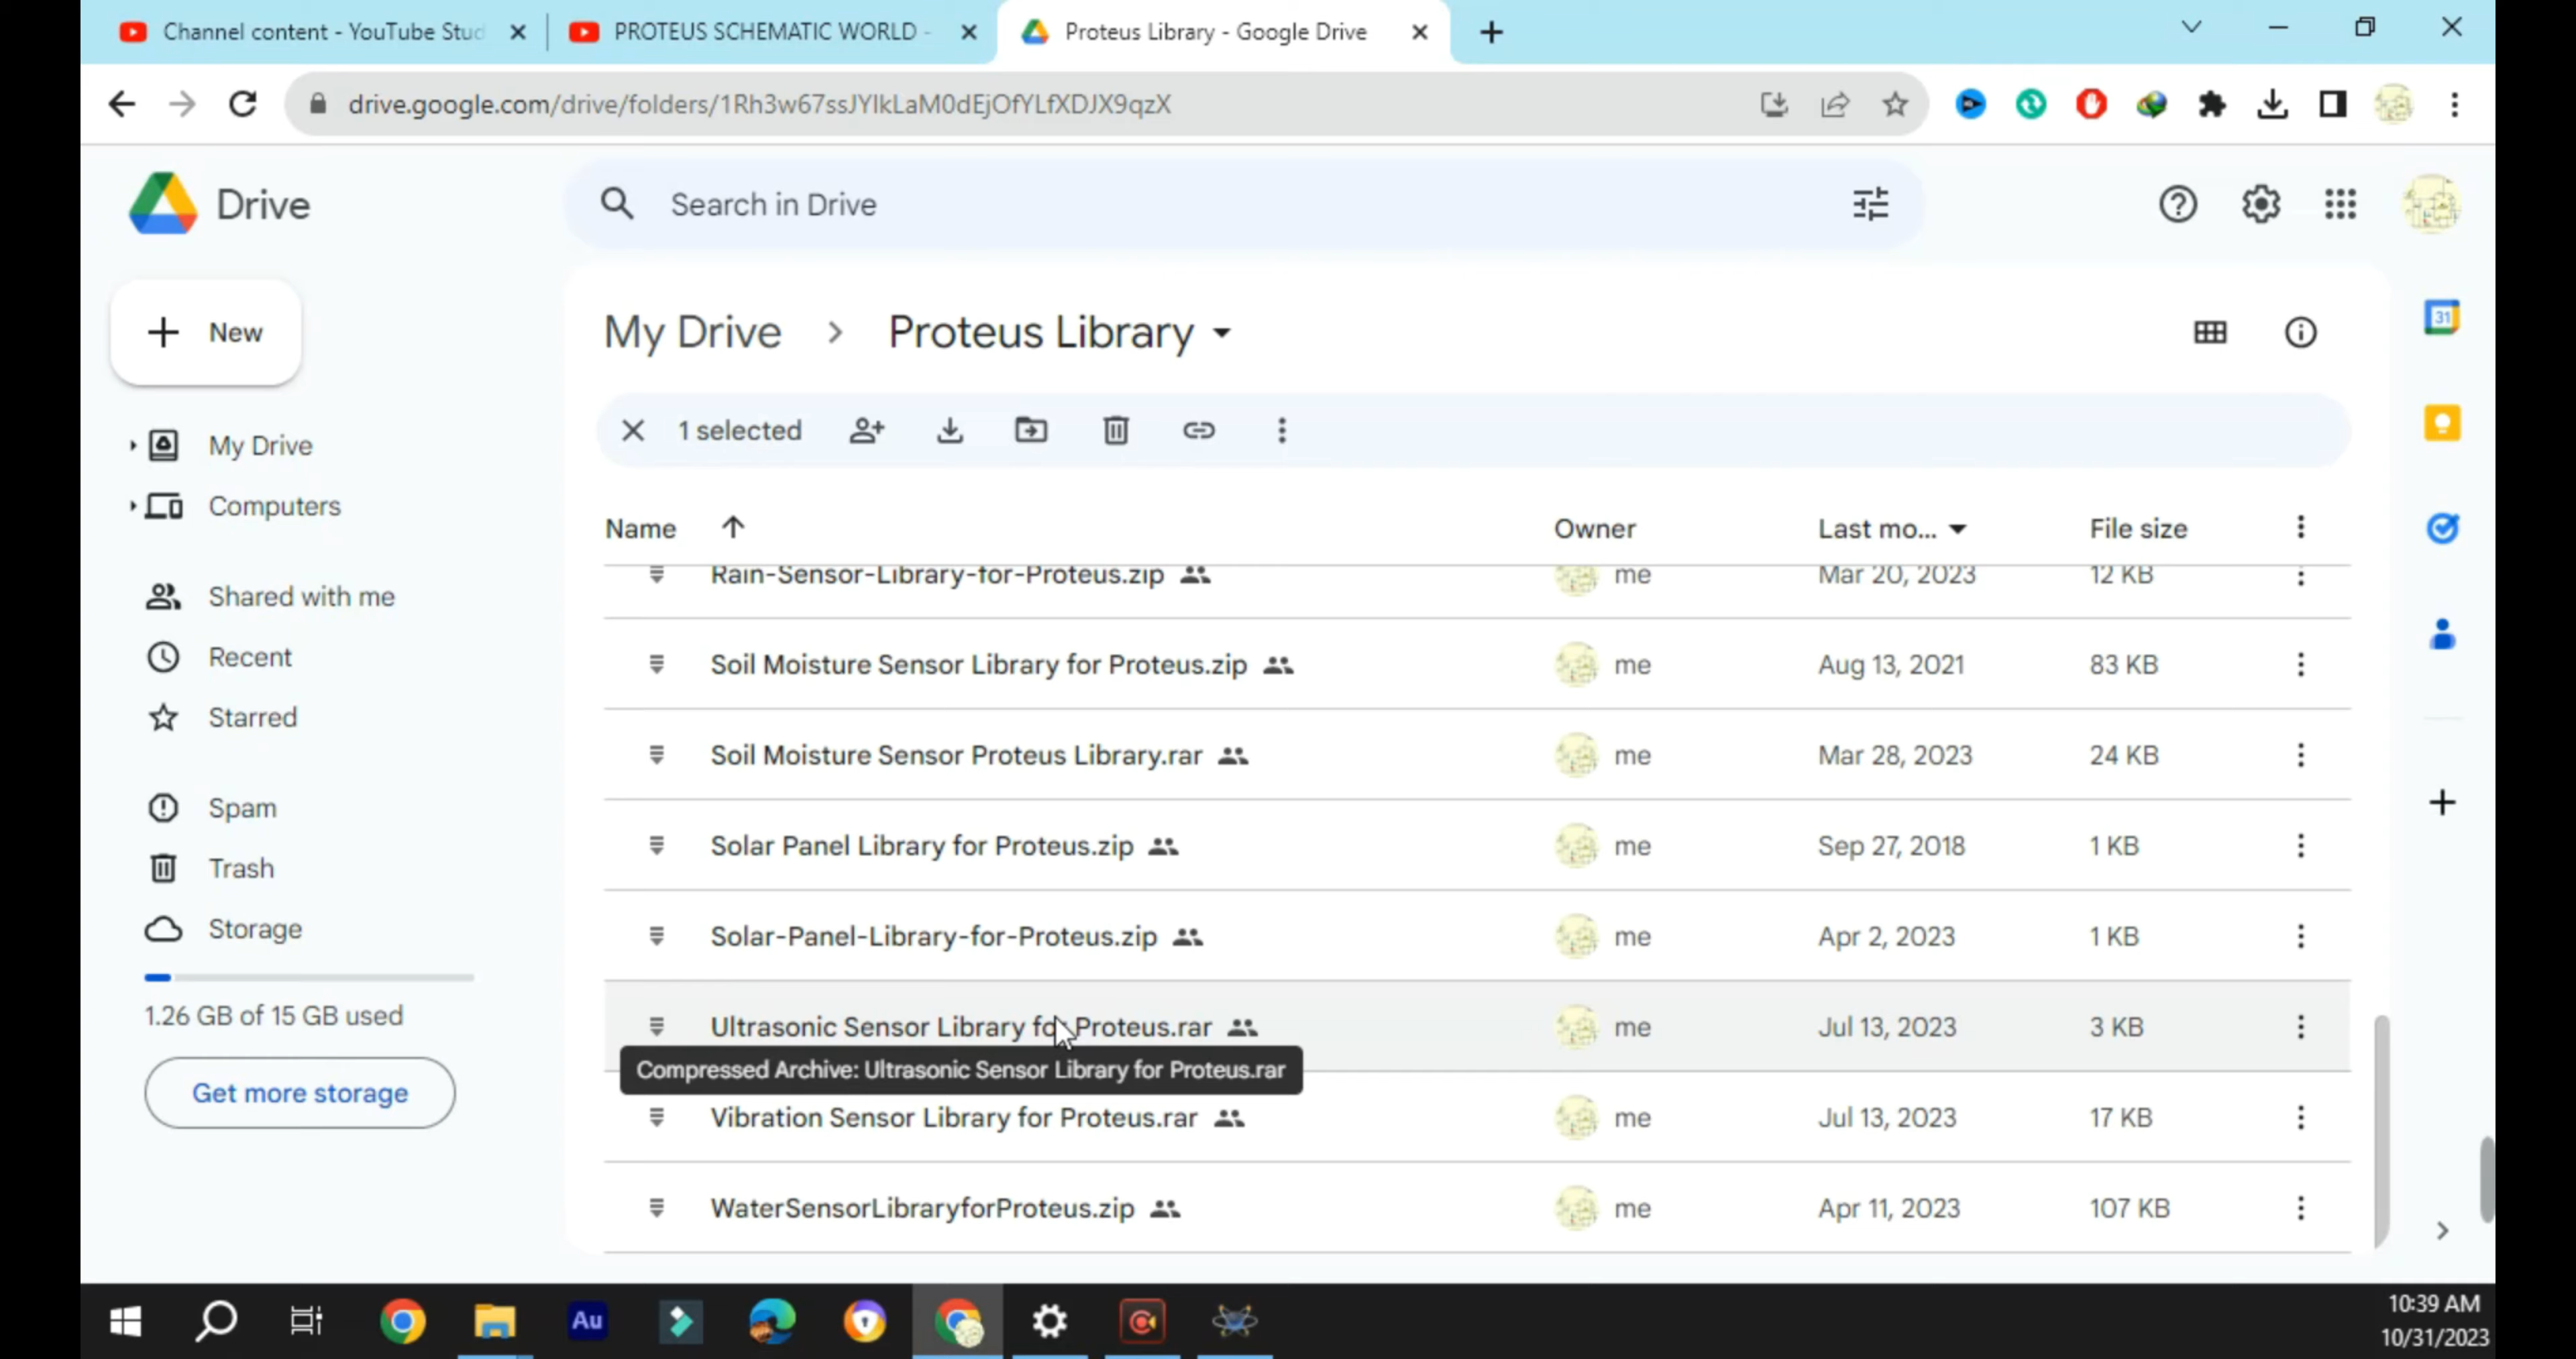 Channel content - YouTube Stud
PROTEUS SCHEMATIC WORLD -
Proteus Library - Google Drive
drive.google.com/drive/folders/1Rh3w67ssJYIkLaM0dEjOfYLfXDJX9qzX
Drive
Search in Drive
New
My Drive
Computers
Shared with me
Recent
Starred
Spam
Trash
Storage
1.26 GB of 15 GB used
Get more storage
My Drive > Proteus Library
1 selected
Name Owner Last mo... File size
Rain-Sensor-Library-for-Proteus.zip me Mar 20, 2023 12 KB
Soil Moisture Sensor Library for Proteus.zip me Aug 13, 2021 83 KB
Soil Moisture Sensor Proteus Library.rar me Mar 28, 2023 24 KB
Solar Panel Library for Proteus.zip me Sep 27, 2018 1 KB
Solar-Panel-Library-for-Proteus.zip me Apr 2, 2023 1 KB
Ultrasonic Sensor Library for Proteus.rar me Jul 13, 2023 3 KB
Compressed Archive: Ultrasonic Sensor Library for Proteus.rar
Vibration Sensor Library for Proteus.rar me Jul 13, 2023 17 KB
WaterSensorLibraryforProteus.zip me Apr 11, 2023 107 KB
31
Au
10:39 AM
10/31/2023